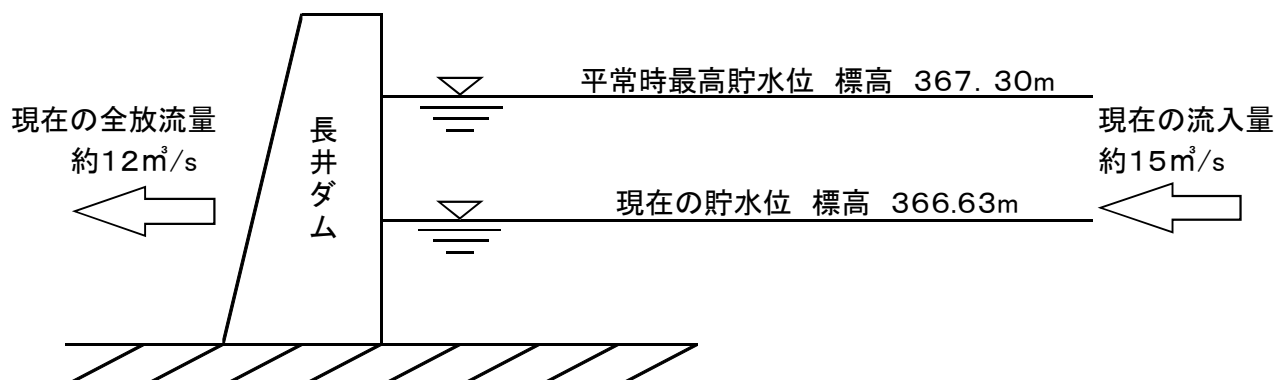 平常時最高貯水位 標高 367.30m
現在の全放流量
約12㎥/s
長井ダム
現在の流入量
約15㎥/s
現在の貯水位 標高 366.63m